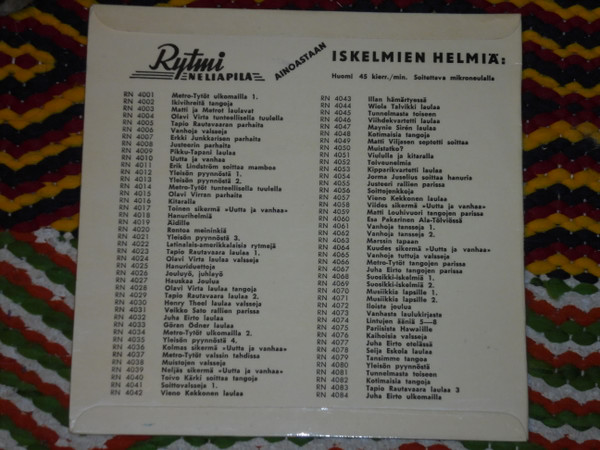 Rytmi
NELIAPILA
AINOASTAAN
ISKELMIEN HELMIÄ:
Huom! 45 kierr./min. Soitettava mikroneulalla
RN 4001 Metro-Tytöt ulkomailla 1.
RN 4002 Ikivihreitä tangoja
RN 4003 Matti ja Metrot laulavat
RN 4004 Olavi Virta tunteellisella tuulella
RN 4005 Tapio Rautavaaran parhaita
RN 4006 Vanhoja valsseja
RN 4007 Erkki Junkkarisen parhaita
RN 4008 Justeerin parhaita
RN 4009 Pikku-Tapani laulaa
RN 4010 Uutta ja vanhaa
RN 4011 Erik Lindström soittaa mamboa
RN 4012 Yleisön pyynnöstä 1.
RN 4013 Yleisön pyynnöstä 2.
RN 4014 Metro-Tytöt tunteellisella tuulella
RN 4015 Olavi Virran parhaita
RN 4016 Kitaralla
RN 4017 Toinen sikermä »Uutta ja vanhaa»
RN 4018 Hanurihelmiä
RN 4019 Äidille
RN 4020 Rentoa meininkiä
RN 4021 Yleisön pyynnöstä 3.
RN 4022 Latinalais-amerikkalaisia rytmejä
RN 4023 Tapio Rautavaara laulaa 1.
RN 4024 Olavi Virta laulaa valsseja
RN 4025 Hanuriduettoja
RN 4026 Jouluyö, juhlayö
RN 4027 Hauskaa Joulua
RN 4028 Olavi Virta laulaa tangoja
RN 4029 Tapio Rautavaara laulaa 2.
RN 4030 Henry Theel laulaa valsseja
RN 4031 Veikko Sato rallien parissa
RN 4032 Juha Eirto laulaa
RN 4033 Göran Ödner laulaa
RN 4034 Metro-Tytöt ulkomailla 2.
RN 4035 Yleisön pyynnöstä 4.
RN 4036 Kolmas sikermä »Uutta ja vanhaa»
RN 4037 Metro-Tytöt valssin tahdissa
RN 4038 Muistojen valsseja
RN 4039 Neljäs sikermä »Uutta ja vanhaa»
RN 4040 Toivo Kärki soittaa tangoja
RN 4041 Suittovalsseja 1.
RN 4042 Vieno Kekkonen laulaa
RN 4043 Illan hämärtyessä
RN 4044 Wiola Talvikki laulaa
RN 4045 Tunnelmasta toiseen
RN 4046 Viihdekvartetti laulaa
RN 4047 Maynie Sirén laulaa
RN 4048 Kotimaisia tangoja
RN 4049 Matti Viljasen septetti soittaa
RN 4050 Muistatko?
RN 4051 Viululla ja kitaralla
RN 4052 Toiveunelmia
RN 4053 Kipparikvartetti laulaa
RN 4054 Jorma Juselius soittaa hanuria
RN 4055 Justeeri rallien parissa
RN 4056 Soittajenkkoja
RN 4057 Vieno Kekkonen laulaa
RN 4058 Viides sikermä »Uutta ja vanhaa»
RN 4059 Matti Louhivuori tangojen parissa
RN 4060 Esa Pakarinen Ala-Tölviössä
RN 4061 Vanhoja tansseja 1.
RN 4062 Vanhoja tansseja 2.
RN 4063 Marssin tapaan
RN 4064 Kuudes sikermä »Uutta ja vanhaa»
RN 4065 Vanhoja tuttuja valsseja
RN 4066 Metro-Tytöt tangojen parissa
RN 4067 Juha Eirto tangojen parissa
RN 4068 Suosikki-iskelmiä 1.
RN 4069 Suosikki-iskelmiä 2.
RN 4070 Musiikkia lapsille 1.
RN 4071 Musiikkia lapsille 2.
RN 4072 Iloista joulua
RN 4073 Vanhasta laulukirjasta
RN 4074 Lintujen ääniä 5—8
RN 4075 Pariisista Hawaiille
RN 4076 Kaihoisia valsseja
RN 4077 Juha Eirto etelässä
RN 4078 Seija Eskola laulaa
RN 4079 Tansimme tangoa
RN 4080 Yleisön pyynnöstä
RN 4081 Tunnelmasta toiseen
RN 4082 Kotimaisia tangoja
RN 4083 Tapio Rautavaara laulaa 3
RN 4084 Juha Eirto ulkomailla